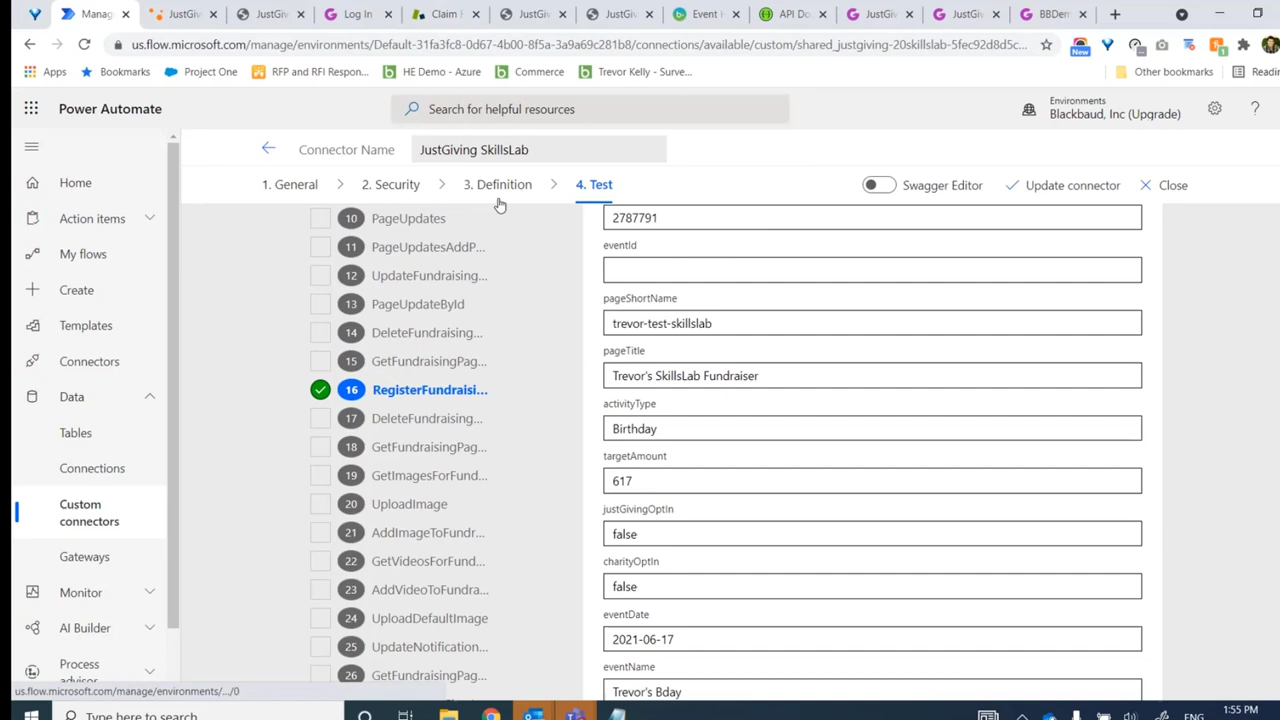 Manag
JustGiv
JustGiv
Log In
Claim F
JustGiv
JustGiv
Event H
API Do
JustGiv
JustGiv
BBDem
us.flow.microsoft.com/manage/environments/Default-31fa3fc8-0d67-4b00-8f5a-3a9a69c281b8/connections/available/custom/shared_justgiving-20skillslab-5fec92d8d5c...
New
1
Apps
Bookmarks
Project One
RFP and RFI Respon...
HE Demo - Azure
Commerce
Trevor Kelly - Surve...
Other bookmarks
Readin
Power Automate
Search for helpful resources
Environments
Blackbaud, Inc (Upgrade)
Connector Name
JustGiving SkillsLab
1. General
2. Security
3. Definition
4. Test
Swagger Editor
Update connector
Close
Home
Action items
My flows
Create
Templates
Connectors
Data
Tables
Connections
Custom
connectors
Gateways
Monitor
AI Builder
Process
advisor
10 PageUpdates
11 PageUpdatesAddP...
12 UpdateFundraising...
13 PageUpdateById
14 DeleteFundraising...
15 GetFundraisingPag...
16 RegisterFundraisi...
17 DeleteFundraising...
18 GetFundraisingPag...
19 GetImagesForFund...
20 UploadImage
21 AddImageToFundr...
22 GetVideosForFund...
23 AddVideoToFundra...
24 UploadDefaultImage
25 UpdateNotification...
26 GetFundraisingPag...
2787791
eventId
pageShortName
trevor-test-skillslab
pageTitle
Trevor's SkillsLab Fundraiser
activityType
Birthday
targetAmount
617
justGivingOptIn
false
charityOptIn
false
eventDate
2021-06-17
eventName
Trevor's Bday
us.flow.microsoft.com/manage/environments/.../0
Type here to search
ENG
1:55 PM